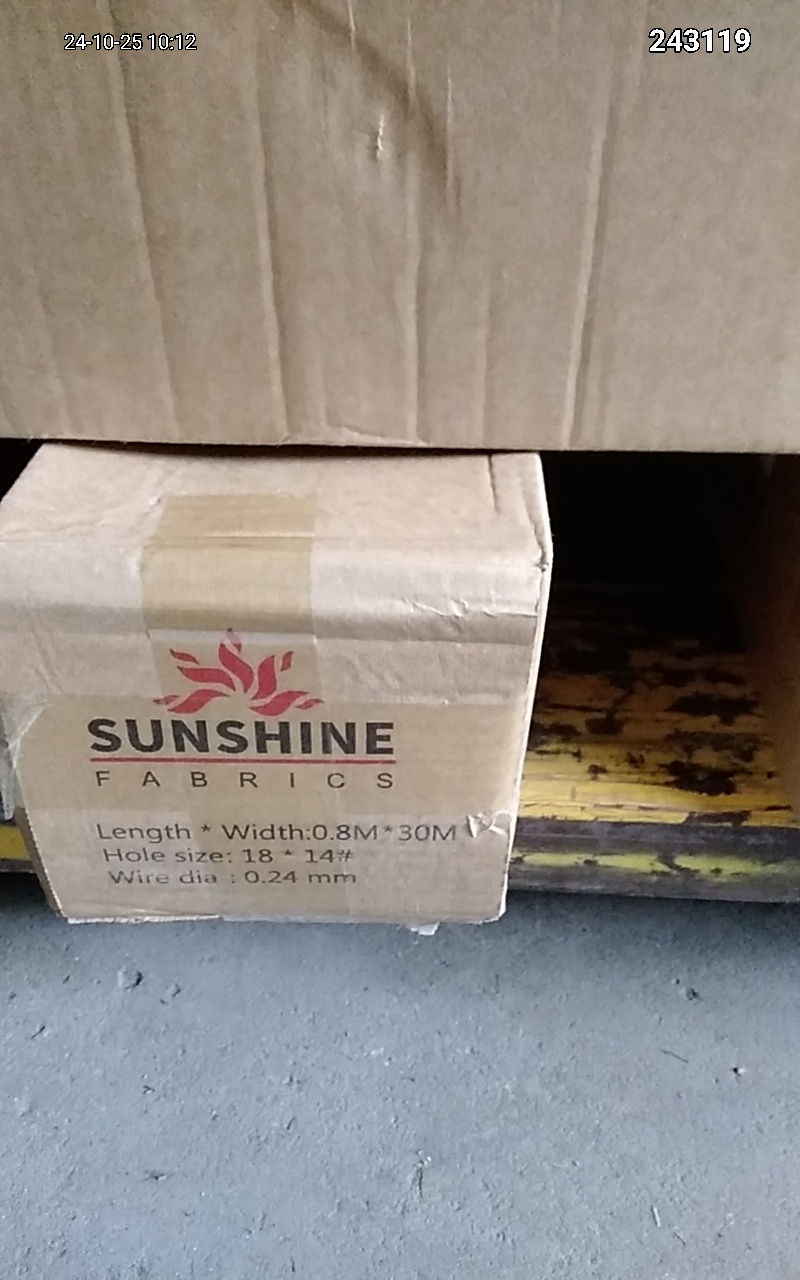 24-10-25 10:12
243119
SUNSHINE
FABRICS
Length * Width:0.8M*30M
Hole size: 18 * 14#
Wire dia : 0.24 mm